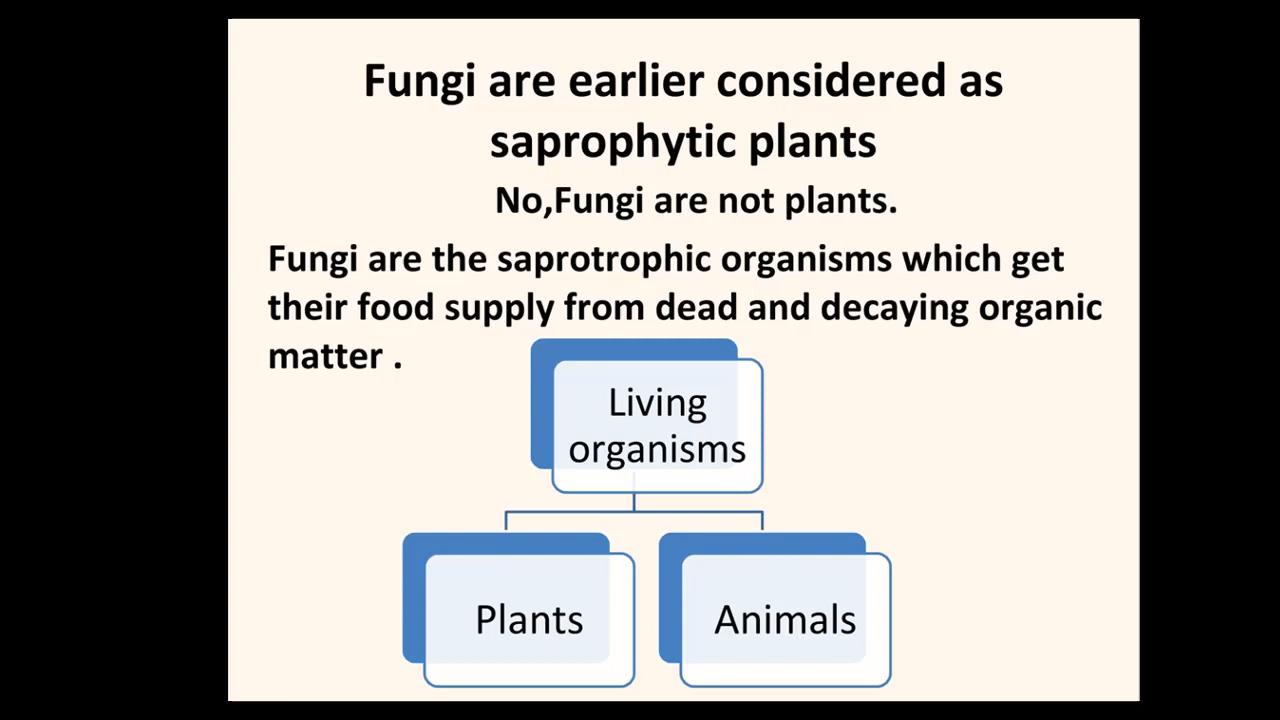 Fungi are earlier considered as
saprophytic plants
No,Fungi are not plants.
Fungi are the saprotrophic organisms which get
their food supply from dead and decaying organic
matter .
Living
organisms
Plants
Animals